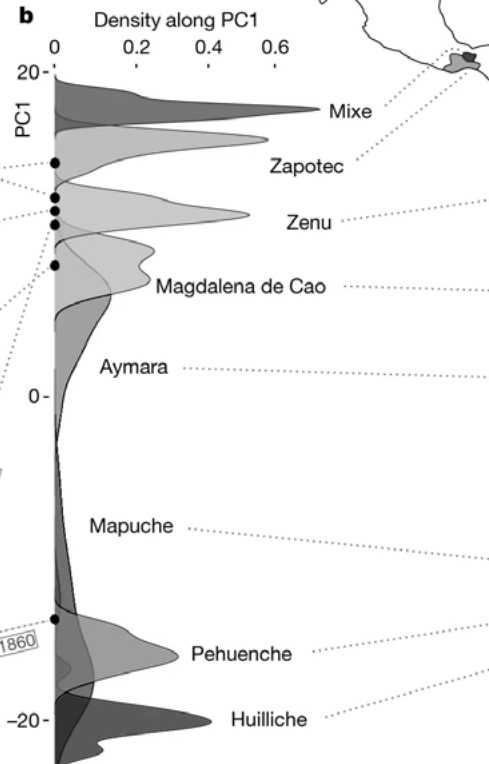 b
Density along PC1
0 0.2 0.4 0.6
20
PC1
Mixe
Zapotec
Zenu
Magdalena de Cao
Aymara
0
Mapuche
1860
Pehuenche
–20
Huilliche